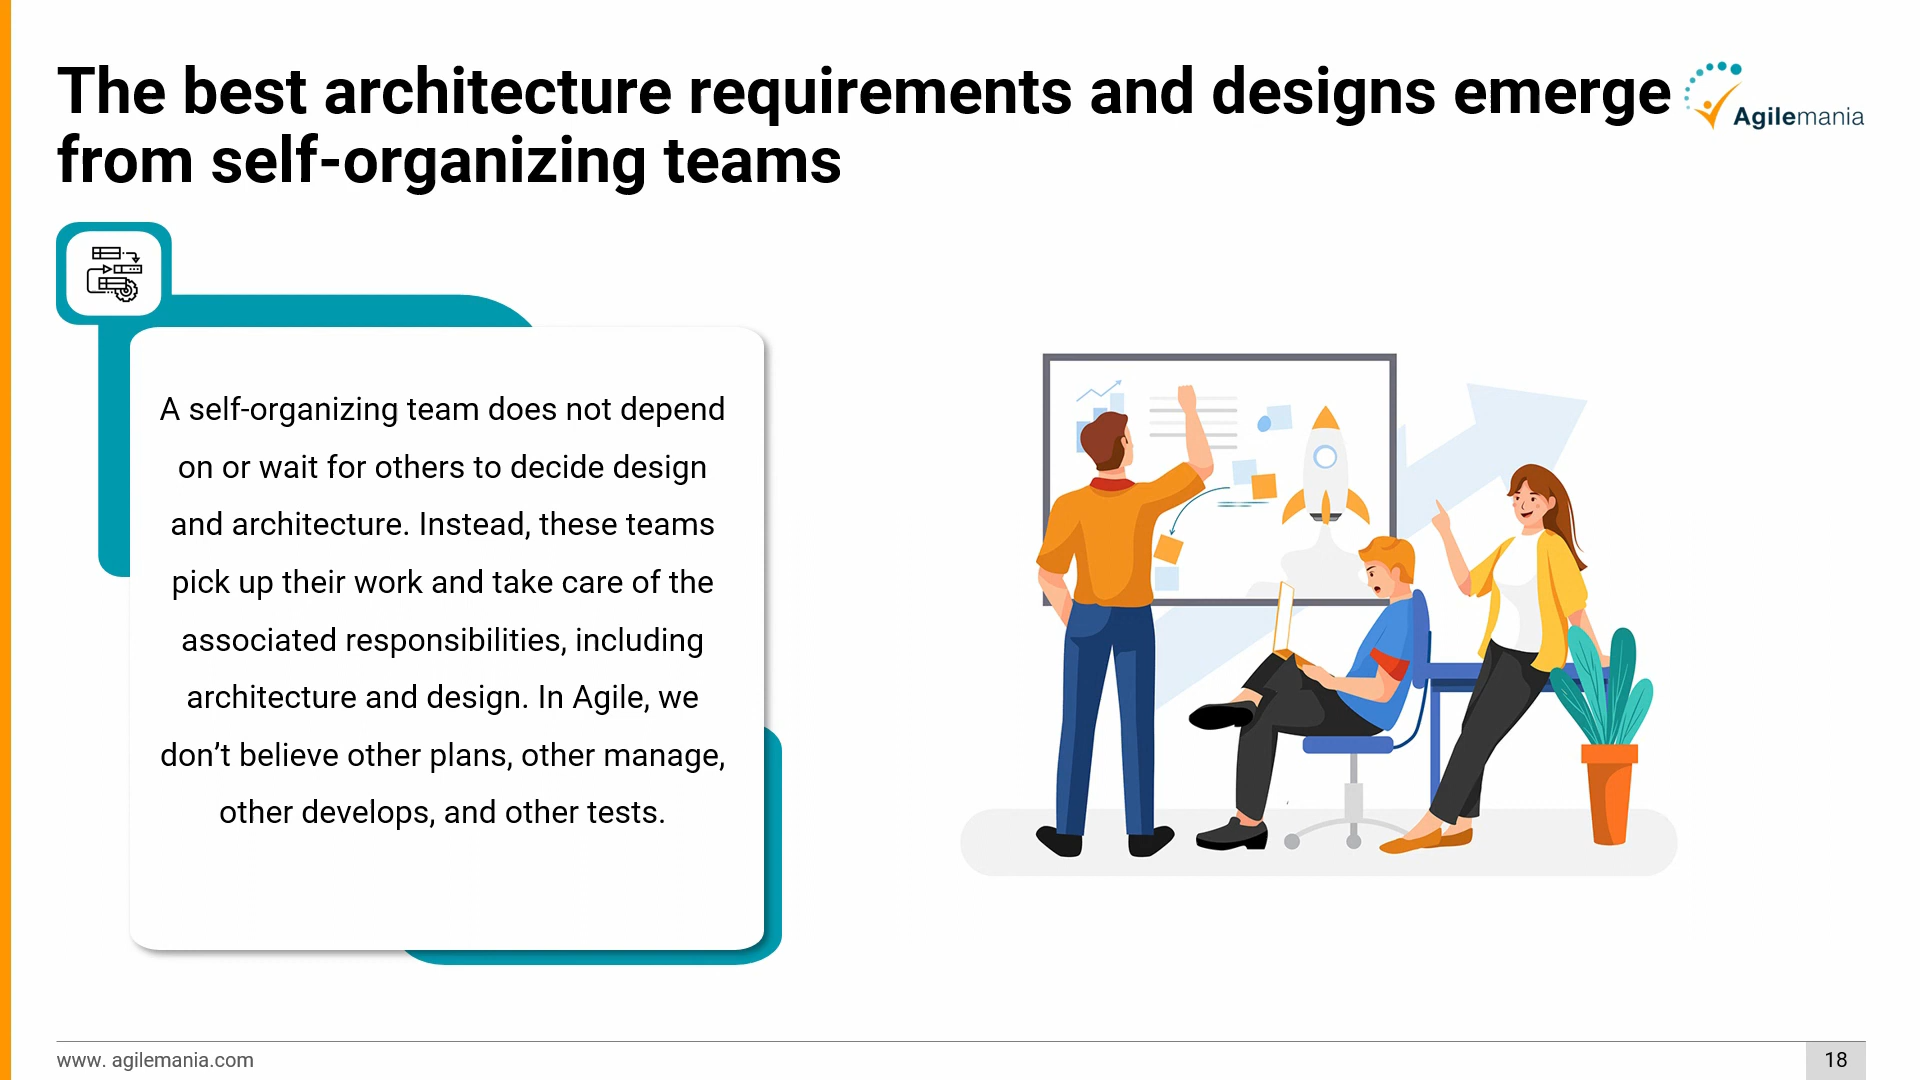 The best architecture requirements and designs emerge
from self-organizing teams
Agilemania
A self-organizing team does not depend
on or wait for others to decide design
and architecture. Instead, these teams
pick up their work and take care of the
associated responsibilities, including
architecture and design. In Agile, we
don’t believe other plans, other manage,
other develops, and other tests.
www. agilemania.com
18